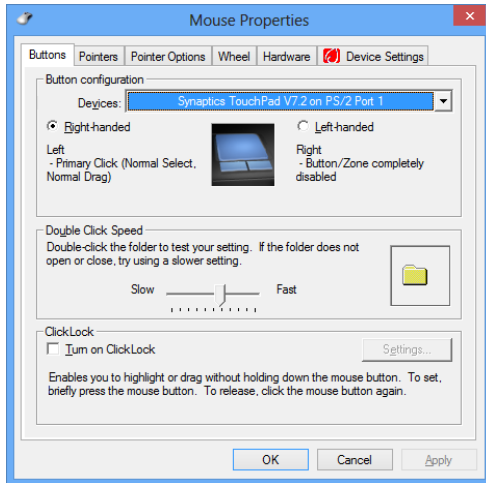 Mouse Properties
Buttons Pointers Pointer Options Wheel Hardware Device Settings
Button configuration
Devices: Synaptics TouchPad V7.2 on PS/2 Port 1
Right-handed Left-handed
Left
- Primary Click (Normal Select,
Normal Drag)
Right
- Button/Zone completely
disabled
Double Click Speed
Double-click the folder to test your setting. If the folder does not
open or close, try using a slower setting.
Slow Fast
ClickLock
Turn on ClickLock Settings...
Enables you to highlight or drag without holding down the mouse button. To set,
briefly press the mouse button. To release, click the mouse button again.
OK Cancel Apply